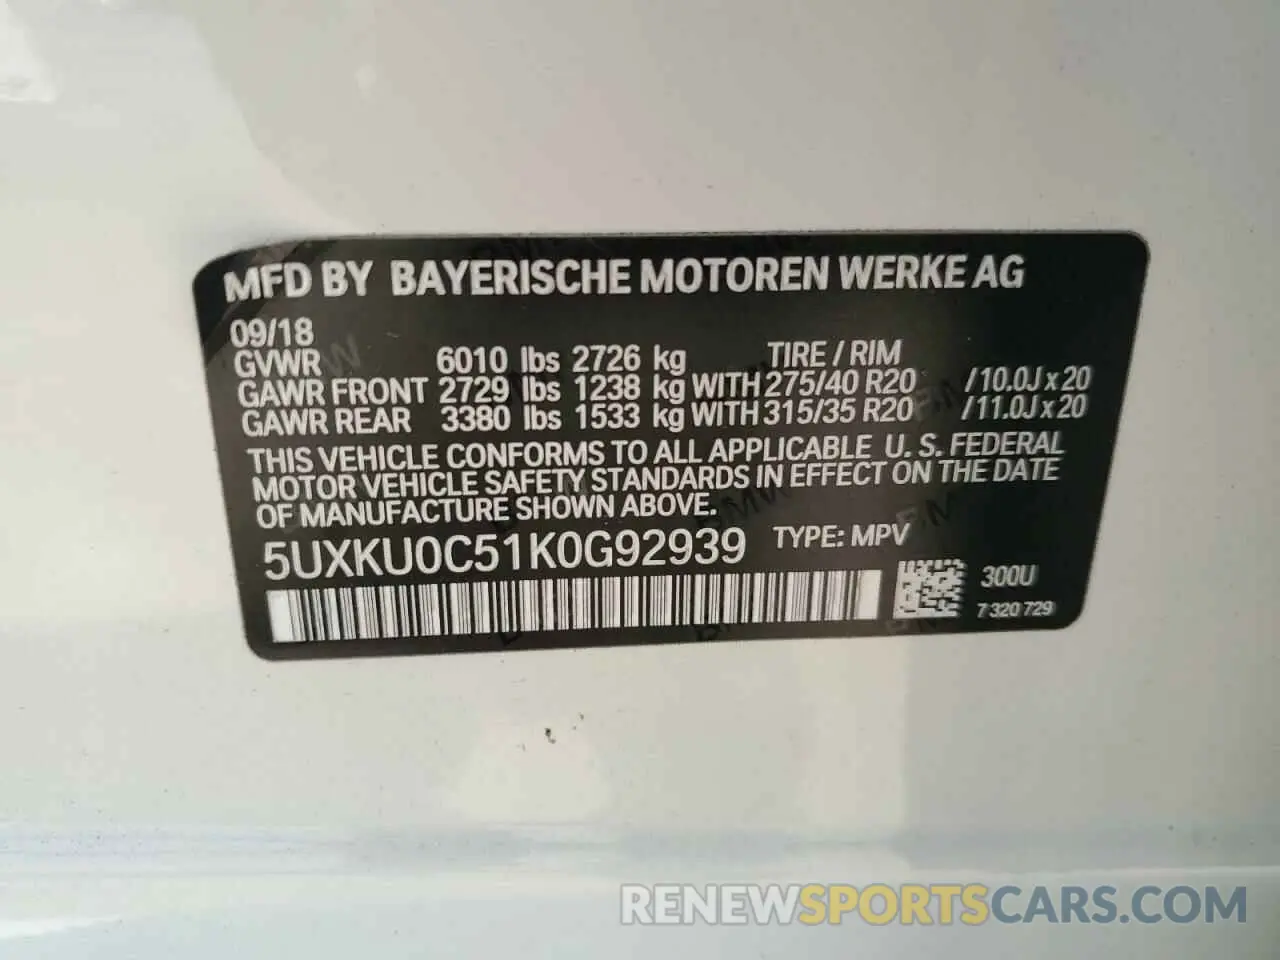 MFD BY BAYERISCHE MOTOREN WERKE AG
09/18
GVWR 6010 lbs 2726 kg TIRE / RIM
GAWR FRONT 2729 lbs 1238 kg WITH 275/40 R20 /10.0J x 20
GAWR REAR 3380 lbs 1533 kg WITH 315/35 R20 /11.0J x 20
THIS VEHICLE CONFORMS TO ALL APPLICABLE U. S. FEDERAL
MOTOR VEHICLE SAFETY STANDARDS IN EFFECT ON THE DATE
OF MANUFACTURE SHOWN ABOVE.
5UXKU0C51K0G92939 TYPE: MPV
300U
7 320 729
RENEWSPORTSCARS.COM